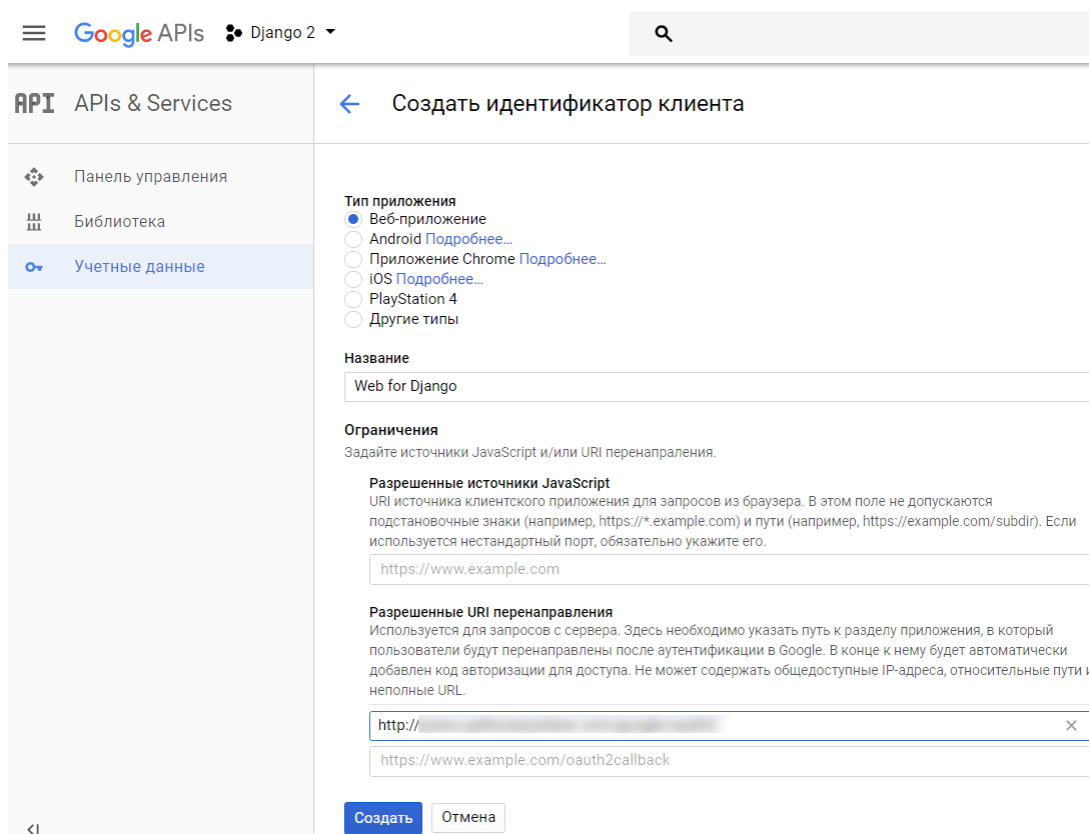 Google APIs Django 2
API APIs & Services
Создать идентификатор клиента
Панель управления
Библиотека
Учетные данные
Тип приложения
Веб-приложение
Android Подробнее…
Приложение Chrome Подробнее…
iOS Подробнее…
PlayStation 4
Другие типы
Название
Web for Django
Ограничения
Задайте источники JavaScript и/или URI перенапраления.
Разрешенные источники JavaScript
URI источника клиентского приложения для запросов из браузера. В этом поле не допускаются
подстановочные знаки (например, https://*.example.com) и пути (например, https://example.com/subdir). Если
используется нестандартный порт, обязательно укажите его.
https://www.example.com
Разрешенные URI перенаправления
Используется для запросов с сервера. Здесь необходимо указать путь к разделу приложения, в который
пользователи будут перенаправлены после аутентификации в Google. В конце к нему будет автоматически
добавлен код авторизации для доступа. Не может содержать общедоступные IP-адреса, относительные пути и
неполные URL.
http://
https://www.example.com/oauth2callback
Создать Отмена